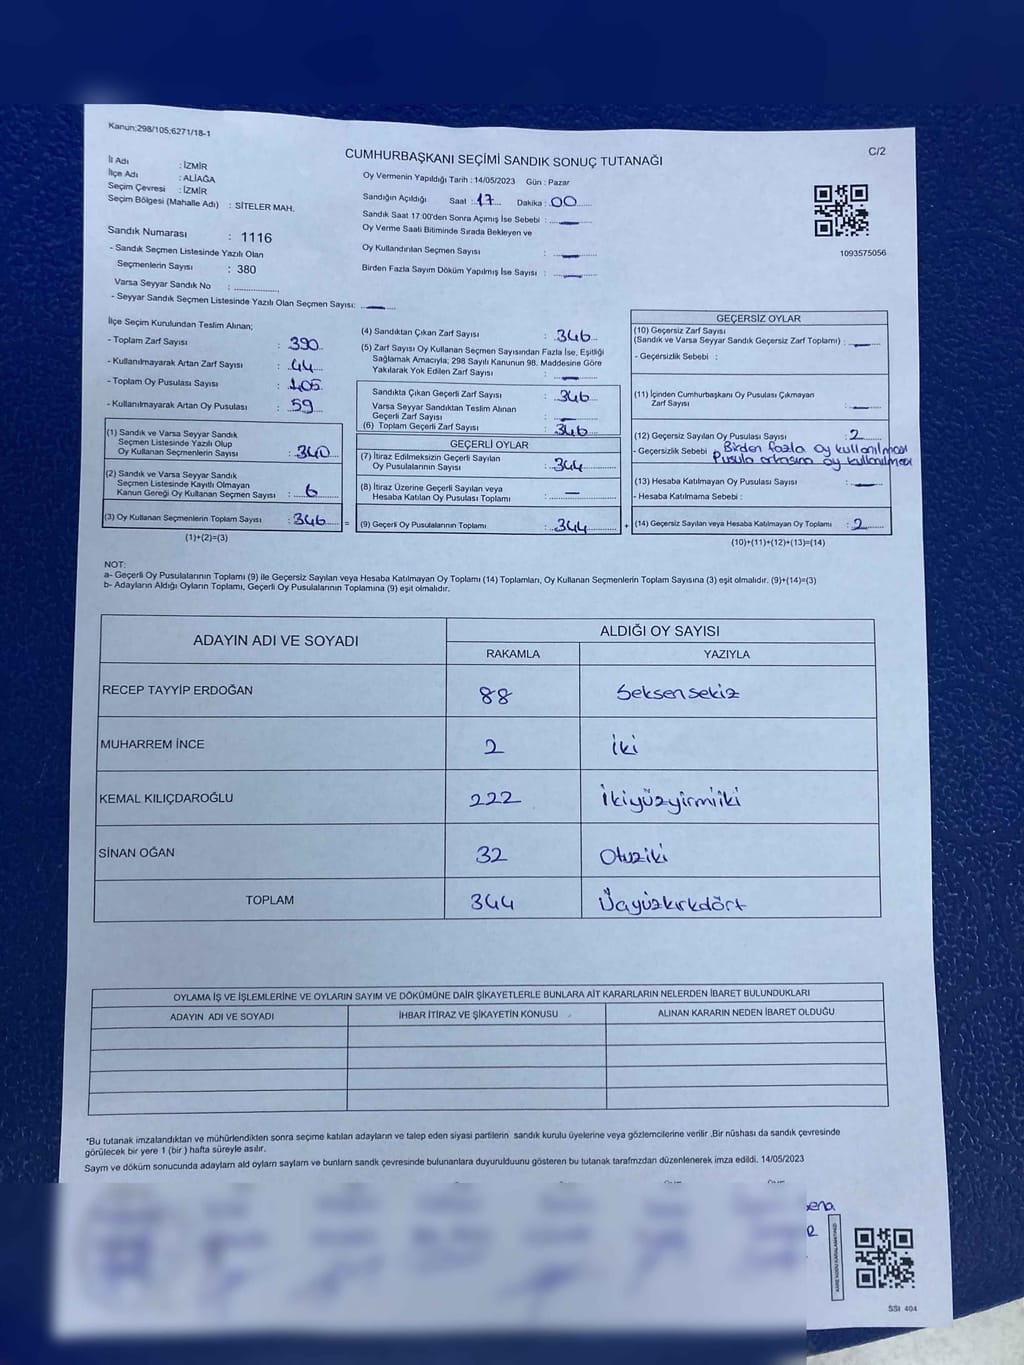 Kanun:298/105;6271/18-1
C/2
CUMHURBAŞKANI SEÇİMİ SANDIK SONUÇ TUTANAĞI
İl Adı : İZMİR
İlçe Adı : ALİAĞA
Seçim Çevresi : İZMİR
Seçim Bölgesi (Mahalle Adı) : SİTELER MAH.
Sandık Numarası : 1116
- Sandık Seçmen Listesinde Yazılı Olan
Seçmenlerin Sayısı : 380
Varsa Seyyar Sandık No :
- Seyyar Sandık Seçmen Listesinde Yazılı Olan Seçmen Sayısı: —
Oy Vermenin Yapıldığı Tarih : 14/05/2023 Gün : Pazar
Sandığın Açıldığı Saat : 17 Dakika : 00
Sandık Saat 17:00'den Sonra Açımış İse Sebebi : —
Oy Verme Saati Bitiminde Sırada Bekleyen ve
Oy Kullandırılan Seçmen Sayısı : —
Birden Fazla Sayım Döküm Yapılmış İse Sayısı : —
1093575056
İlçe Seçim Kurulundan Teslim Alınan;
- Toplam Zarf Sayısı : 390
- Kullanılmayarak Artan Zarf Sayısı : 44
- Toplam Oy Pusulası Sayısı : 405
- Kullanılmayarak Artan Oy Pusulası : 59
(1) Sandık ve Varsa Seyyar Sandık
Seçmen Listesinde Yazılı Olup
Oy Kullanan Seçmenlerin Sayısı : 340
(2) Sandık ve Varsa Seyyar Sandık
Seçmen Listesinde Kayıtlı Olmayan
Kanun Gereği Oy Kullanan Seçmen Sayısı : 6
(3) Oy Kullanan Seçmenlerin Toplam Sayısı : 346 =
(1)+(2)=(3)
(4) Sandıktan Çıkan Zarf Sayısı : 346
(5) Zarf Sayısı Oy Kullanan Seçmen Sayısından Fazla İse, Eşitliği
Sağlamak Amacıyla; 298 Sayılı Kanunun 98. Maddesine Göre
Yakılarak Yok Edilen Zarf Sayısı : —
Sandıkta Çıkan Geçerli Zarf Sayısı : 346
Varsa Seyyar Sandıktan Teslim Alınan
Geçerli Zarf Sayısı : —
(6) Toplam Geçerli Zarf Sayısı : 346
GEÇERLİ OYLAR
(7) İtiraz Edilmeksizin Geçerli Sayılan
Oy Pusulalarının Sayısı : 344
(8) İtiraz Üzerine Geçerli Sayılan veya
Hesaba Katılan Oy Pusulası Toplamı : —
(9) Geçerli Oy Pusulalarının Toplamı : 344 +
GEÇERSİZ OYLAR
(10) Geçersiz Zarf Sayısı
(Sandık ve Varsa Seyyar Sandık Geçersiz Zarf Toplamı) : —
- Geçersizlik Sebebi :
(11) İçinden Cumhurbaşkanı Oy Pusulası Çıkmayan
Zarf Sayısı : —
(12) Geçersiz Sayılan Oy Pusulası Sayısı : 2
- Geçersizlik Sebebi : Birden fazla oy kullanılması
Pusula ortasına oy kullanılması
(13) Hesaba Katılmayan Oy Pusulası Sayısı : —
- Hesaba Katılmama Sebebi :
(14) Geçersiz Sayılan veya Hesaba Katılmayan Oy Toplamı : 2
(10)+(11)+(12)+(13)=(14)
NOT:
a- Geçerli Oy Pusulalarının Toplamı (9) ile Geçersiz Sayılan veya Hesaba Katılmayan Oy Toplamı (14) Toplamları, Oy Kullanan Seçmenlerin Toplam Sayısına (3) eşit olmalıdır. (9)+(14)=(3)
b- Adayların Aldığı Oyların Toplamı, Geçerli Oy Pusulalarının Toplamına (9) eşit olmalıdır.
ADAYIN ADI VE SOYADI
ALDIĞI OY SAYISI
RAKAMLA YAZIYLA
RECEP TAYYİP ERDOĞAN 88 Seksensekiz
MUHARREM İNCE 2 İki
KEMAL KILIÇDAROĞLU 222 İkiyüzyirmiiki
SİNAN OĞAN 32 Otuziki
TOPLAM 344 Üçyüzkırkdört
OYLAMA İŞ VE İŞLEMLERİNE VE OYLARIN SAYIM VE DÖKÜMÜNE DAİR ŞİKAYETLERLE BUNLARA AİT KARARLARIN NELERDEN İBARET BULUNDUKLARI
ADAYIN ADI VE SOYADI İHBAR İTİRAZ VE ŞİKAYETİN KONUSU ALINAN KARARIN NEDEN İBARET OLDUĞU
*Bu tutanak imzalandıktan ve mühürlendikten sonra seçime katılan adayların ve talep eden siyasi partilerin sandık kurulu üyelerine veya gözlemcilerine verilir .Bir nüshası da sandık çevresinde
görülecek bir yere 1 (bir ) hafta süreyle asılır.
Sayım ve döküm sonucunda adayların ald oyların sayların ve bunların sandk çevresinde bulunanlara duyurulduunu gösteren bu tutanak tarafmzdan düzenlenerek imza edildi. 14/05/2023
SSI 404